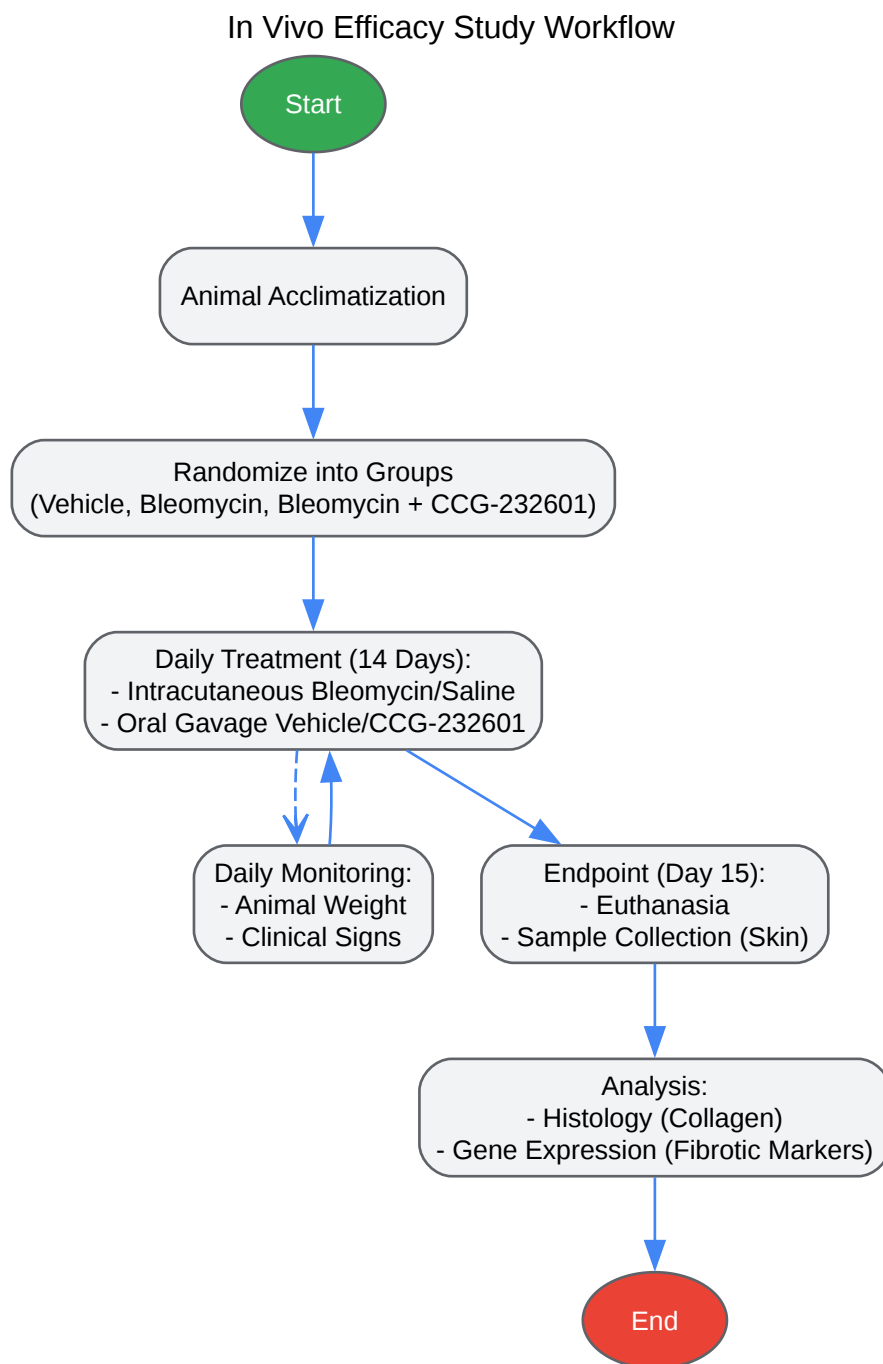 In Vivo Efficacy Study Workflow
Start
Animal Acclimatization
Randomize into Groups
(Vehicle, Bleomycin, Bleomycin + CCG-232601)
Daily Treatment (14 Days):
- Intracutaneous Bleomycin/Saline
- Oral Gavage Vehicle/CCG-232601
Daily Monitoring:
- Animal Weight
- Clinical Signs
Endpoint (Day 15):
- Euthanasia
- Sample Collection (Skin)
Analysis:
- Histology (Collagen)
- Gene Expression (Fibrotic Markers)
End